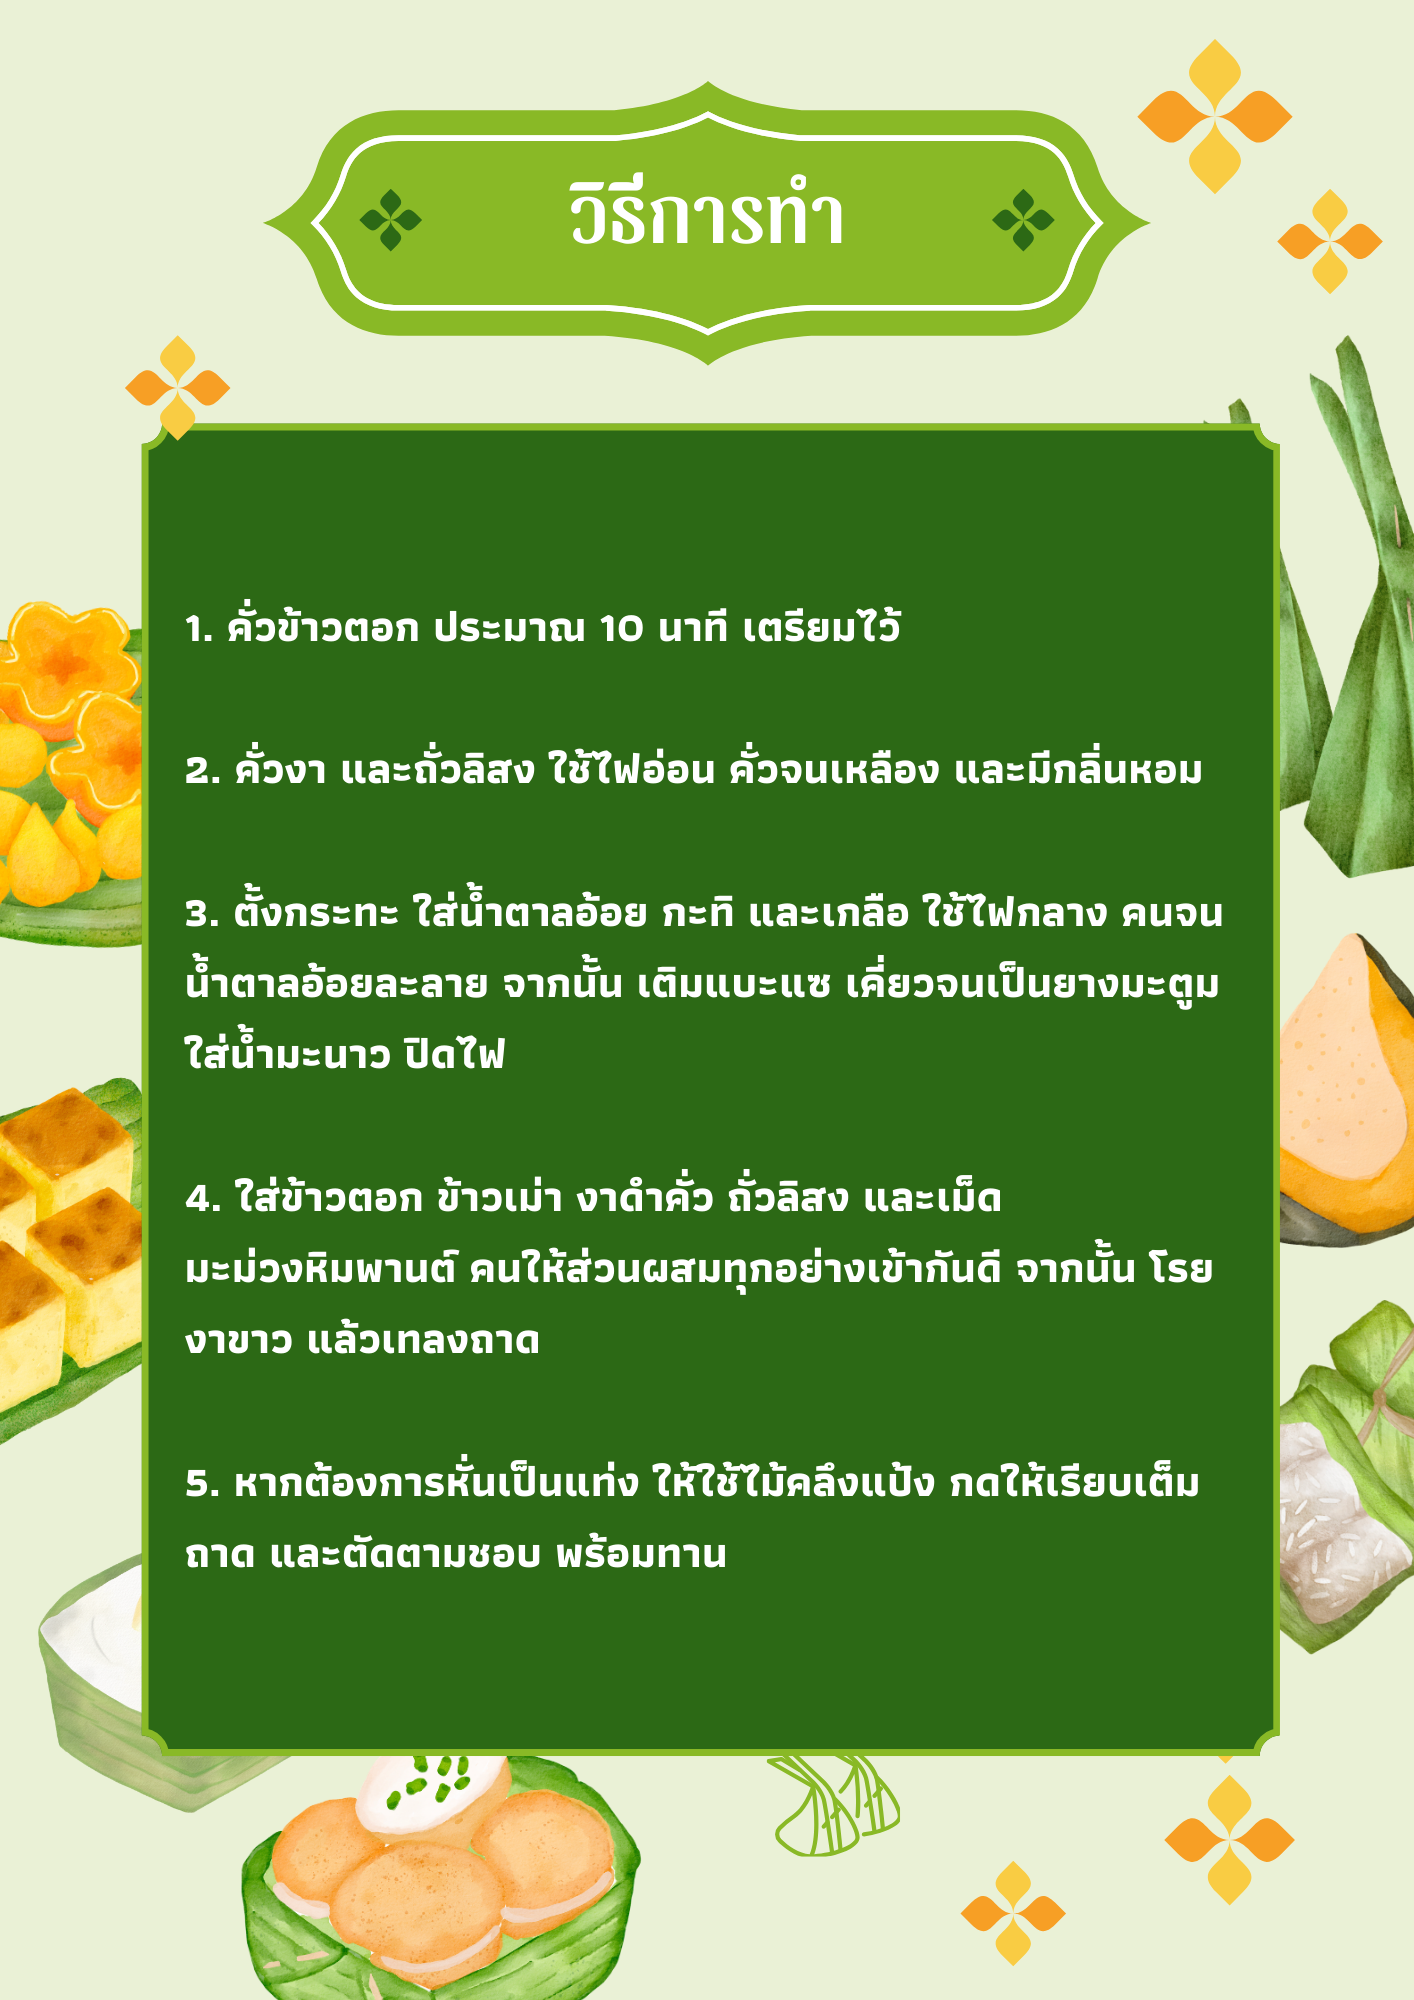 วิธีการทำ
1. คั่วข้าวตอก ประมาณ 10 นาที เตรียมไว้
2. คั่วงา และถั่วลิสง ใช้ไฟอ่อน คั่วจนเหลือง และมีกลิ่นหอม
3. ตั้งกระทะ ใส่น้ำตาลอ้อย กะทิ และเกลือ ใช้ไฟกลาง คนจน
น้ำตาลอ้อยละลาย จากนั้น เติมแบะแซ เคี่ยวจนเป็นยางมะตูม
ใส่น้ำมะนาว ปิดไฟ
4. ใส่ข้าวตอก ข้าวเม่า งาดำคั่ว ถั่วลิสง และเม็ด
มะม่วงหิมพานต์ คนให้ส่วนผสมทุกอย่างเข้ากันดี จากนั้น โรย
งาขาว แล้วเทลงถาด
5. หากต้องการหั่นเป็นแท่ง ให้ใช้ไม้คลึงแป้ง กดให้เรียบเต็ม
ถาด และตัดตามชอบ พร้อมทาน